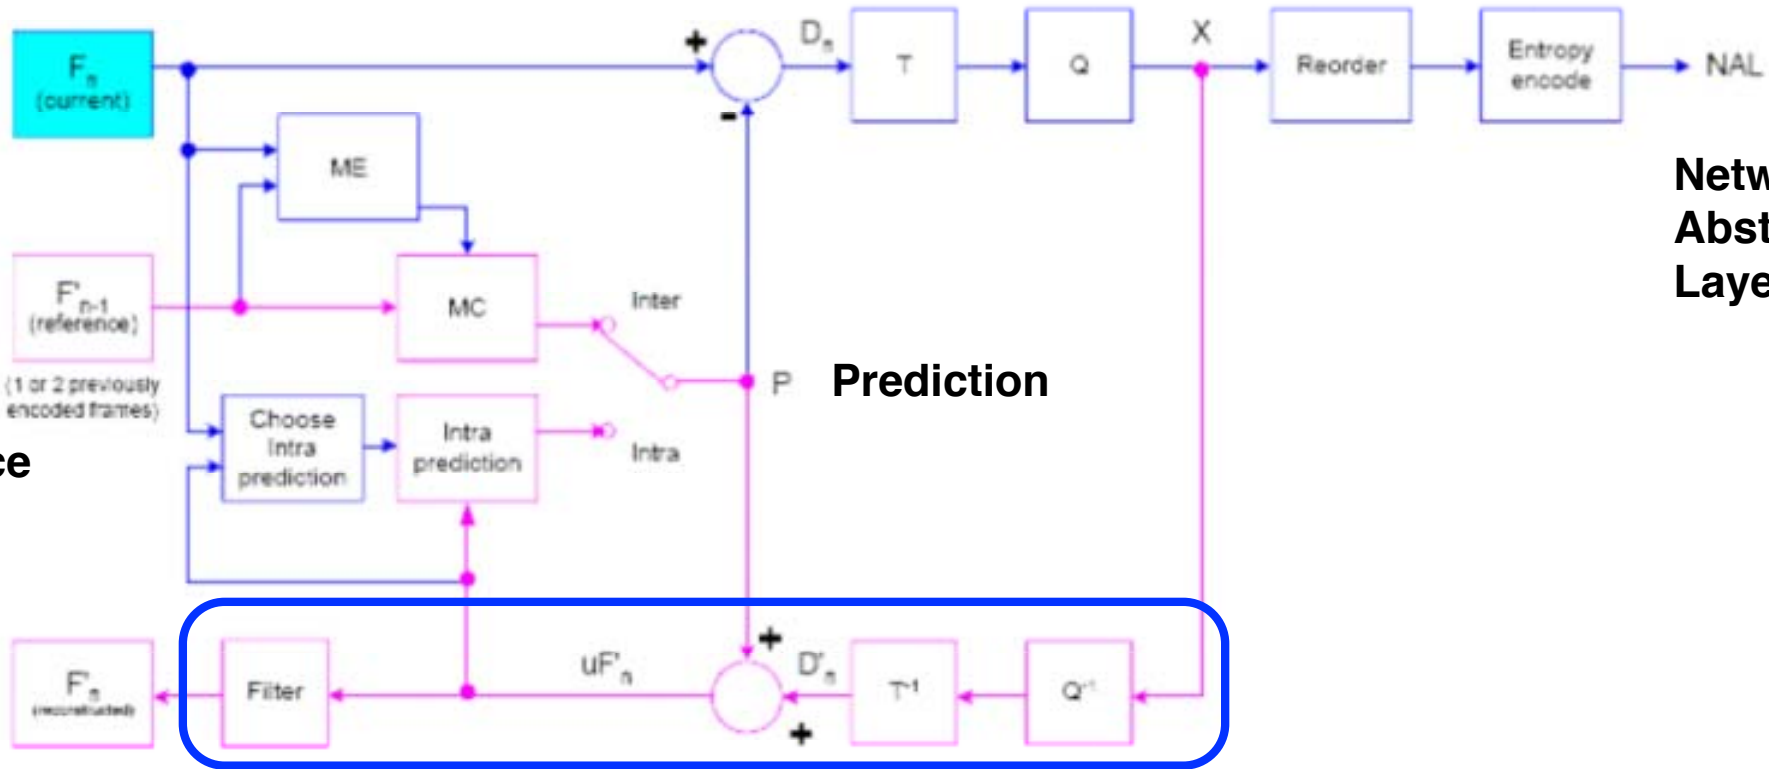 +
Dn
T
Q
X
Reorder
Entropy
encode
NAL
Fn
(current)
-
ME
F'n-1
(reference)
MC
Inter
(1 or 2 previously
encoded frames)
P
Prediction
Choose
Intra
prediction
Intra
prediction
Intra
Netw
Abst
Laye
ce
F'n
(reconstructed)
Filter
uF'n
+
D'n
+
T-1
Q-1